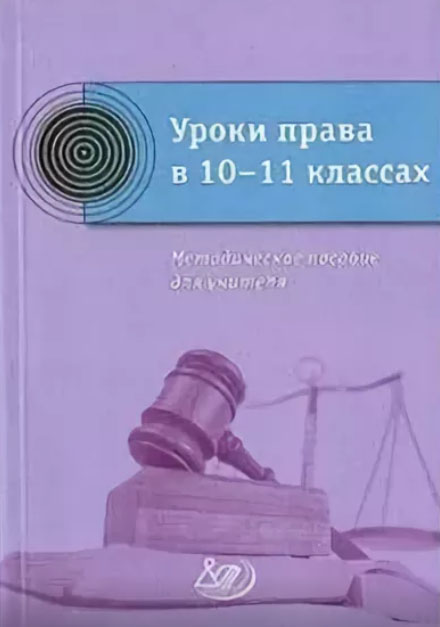 Уроки права
в 10–11 классах
Методическое пособие
для учителя